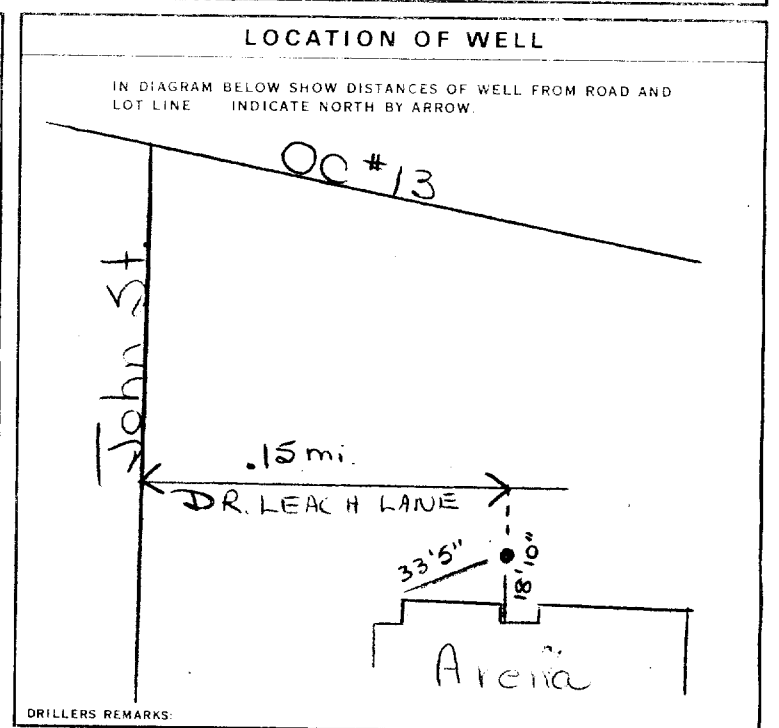 LOCATION OF WELL
IN DIAGRAM BELOW SHOW DISTANCES OF WELL FROM ROAD AND
LOT LINE INDICATE NORTH BY ARROW.
OC #13
John St.
.15 mi.
DR. LEACH LANE
33'5"
18'10"
Arena
DRILLERS REMARKS: